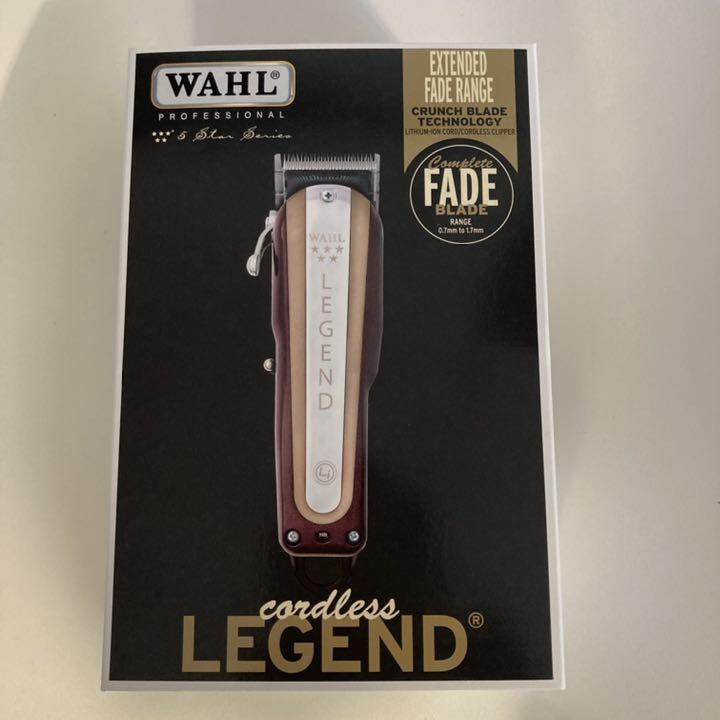 WAHL®
PROFESSIONAL
5 Star Series
EXTENDED
FADE RANGE
CRUNCH BLADE
TECHNOLOGY
LITHIUM-ION CORD/CORDLESS CLIPPER
Complete
FADE
BLADE
RANGE
0.7mm to 1.7mm
WAHL
LEGEND
Li
cordless
LEGEND®